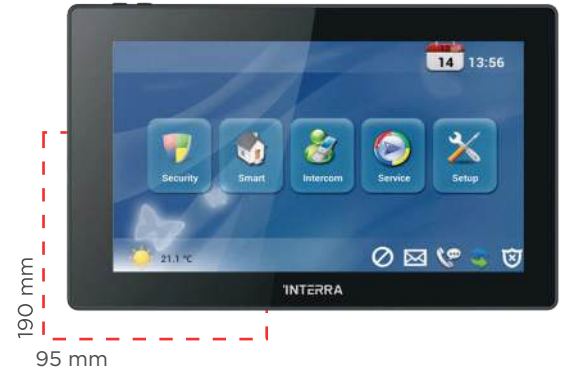 14 13:56
Security Smart Intercom Service Setup
21.1 °C
INTERRA
190 mm
95 mm